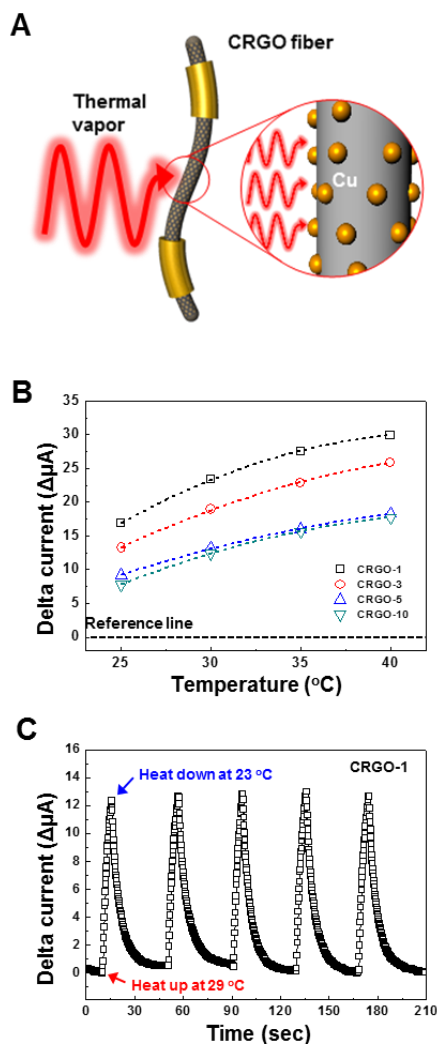 A
CRGO fiber
Thermal
vapor
Cu
B
35
30
25
20
15
10
5
0
Delta current (ΔµA)
CRGO-1
CRGO-3
CRGO-5
CRGO-10
Reference line
25 30 35 40
Temperature (oC)
C
16
14
12
10
8
6
4
2
0
Delta current (ΔµA)
CRGO-1
Heat down at 23 oC
Heat up at 29 oC
0 30 60 90 120 150 180 210
Time (sec)